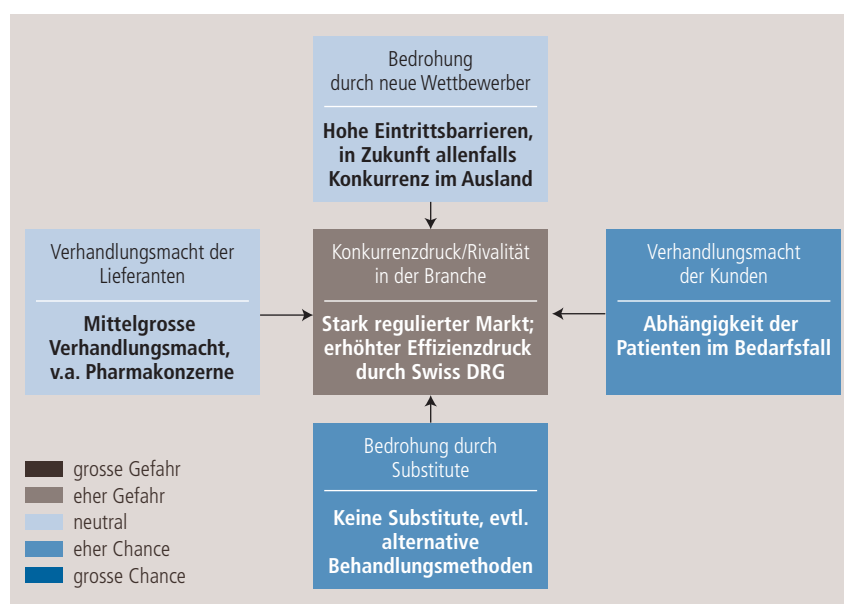 Bedrohung
durch neue Wettbewerber
Hohe Eintrittsbarrieren,
in Zukunft allenfalls
Konkurrenz im Ausland
Verhandlungsmacht der
Lieferanten
Mittelgrosse
Verhandlungsmacht,
v.a. Pharmakonzerne
Konkurrenzdruck/Rivalität
in der Branche
Stark regulierter Markt;
erhöhter Effizienzdruck
durch Swiss DRG
Verhandlungsmacht
der Kunden
Abhängigkeit der
Patienten im Bedarfsfall
Bedrohung durch
Substitute
Keine Substitute, evtl.
alternative
Behandlungsmethoden
grosse Gefahr
eher Gefahr
neutral
eher Chance
grosse Chance